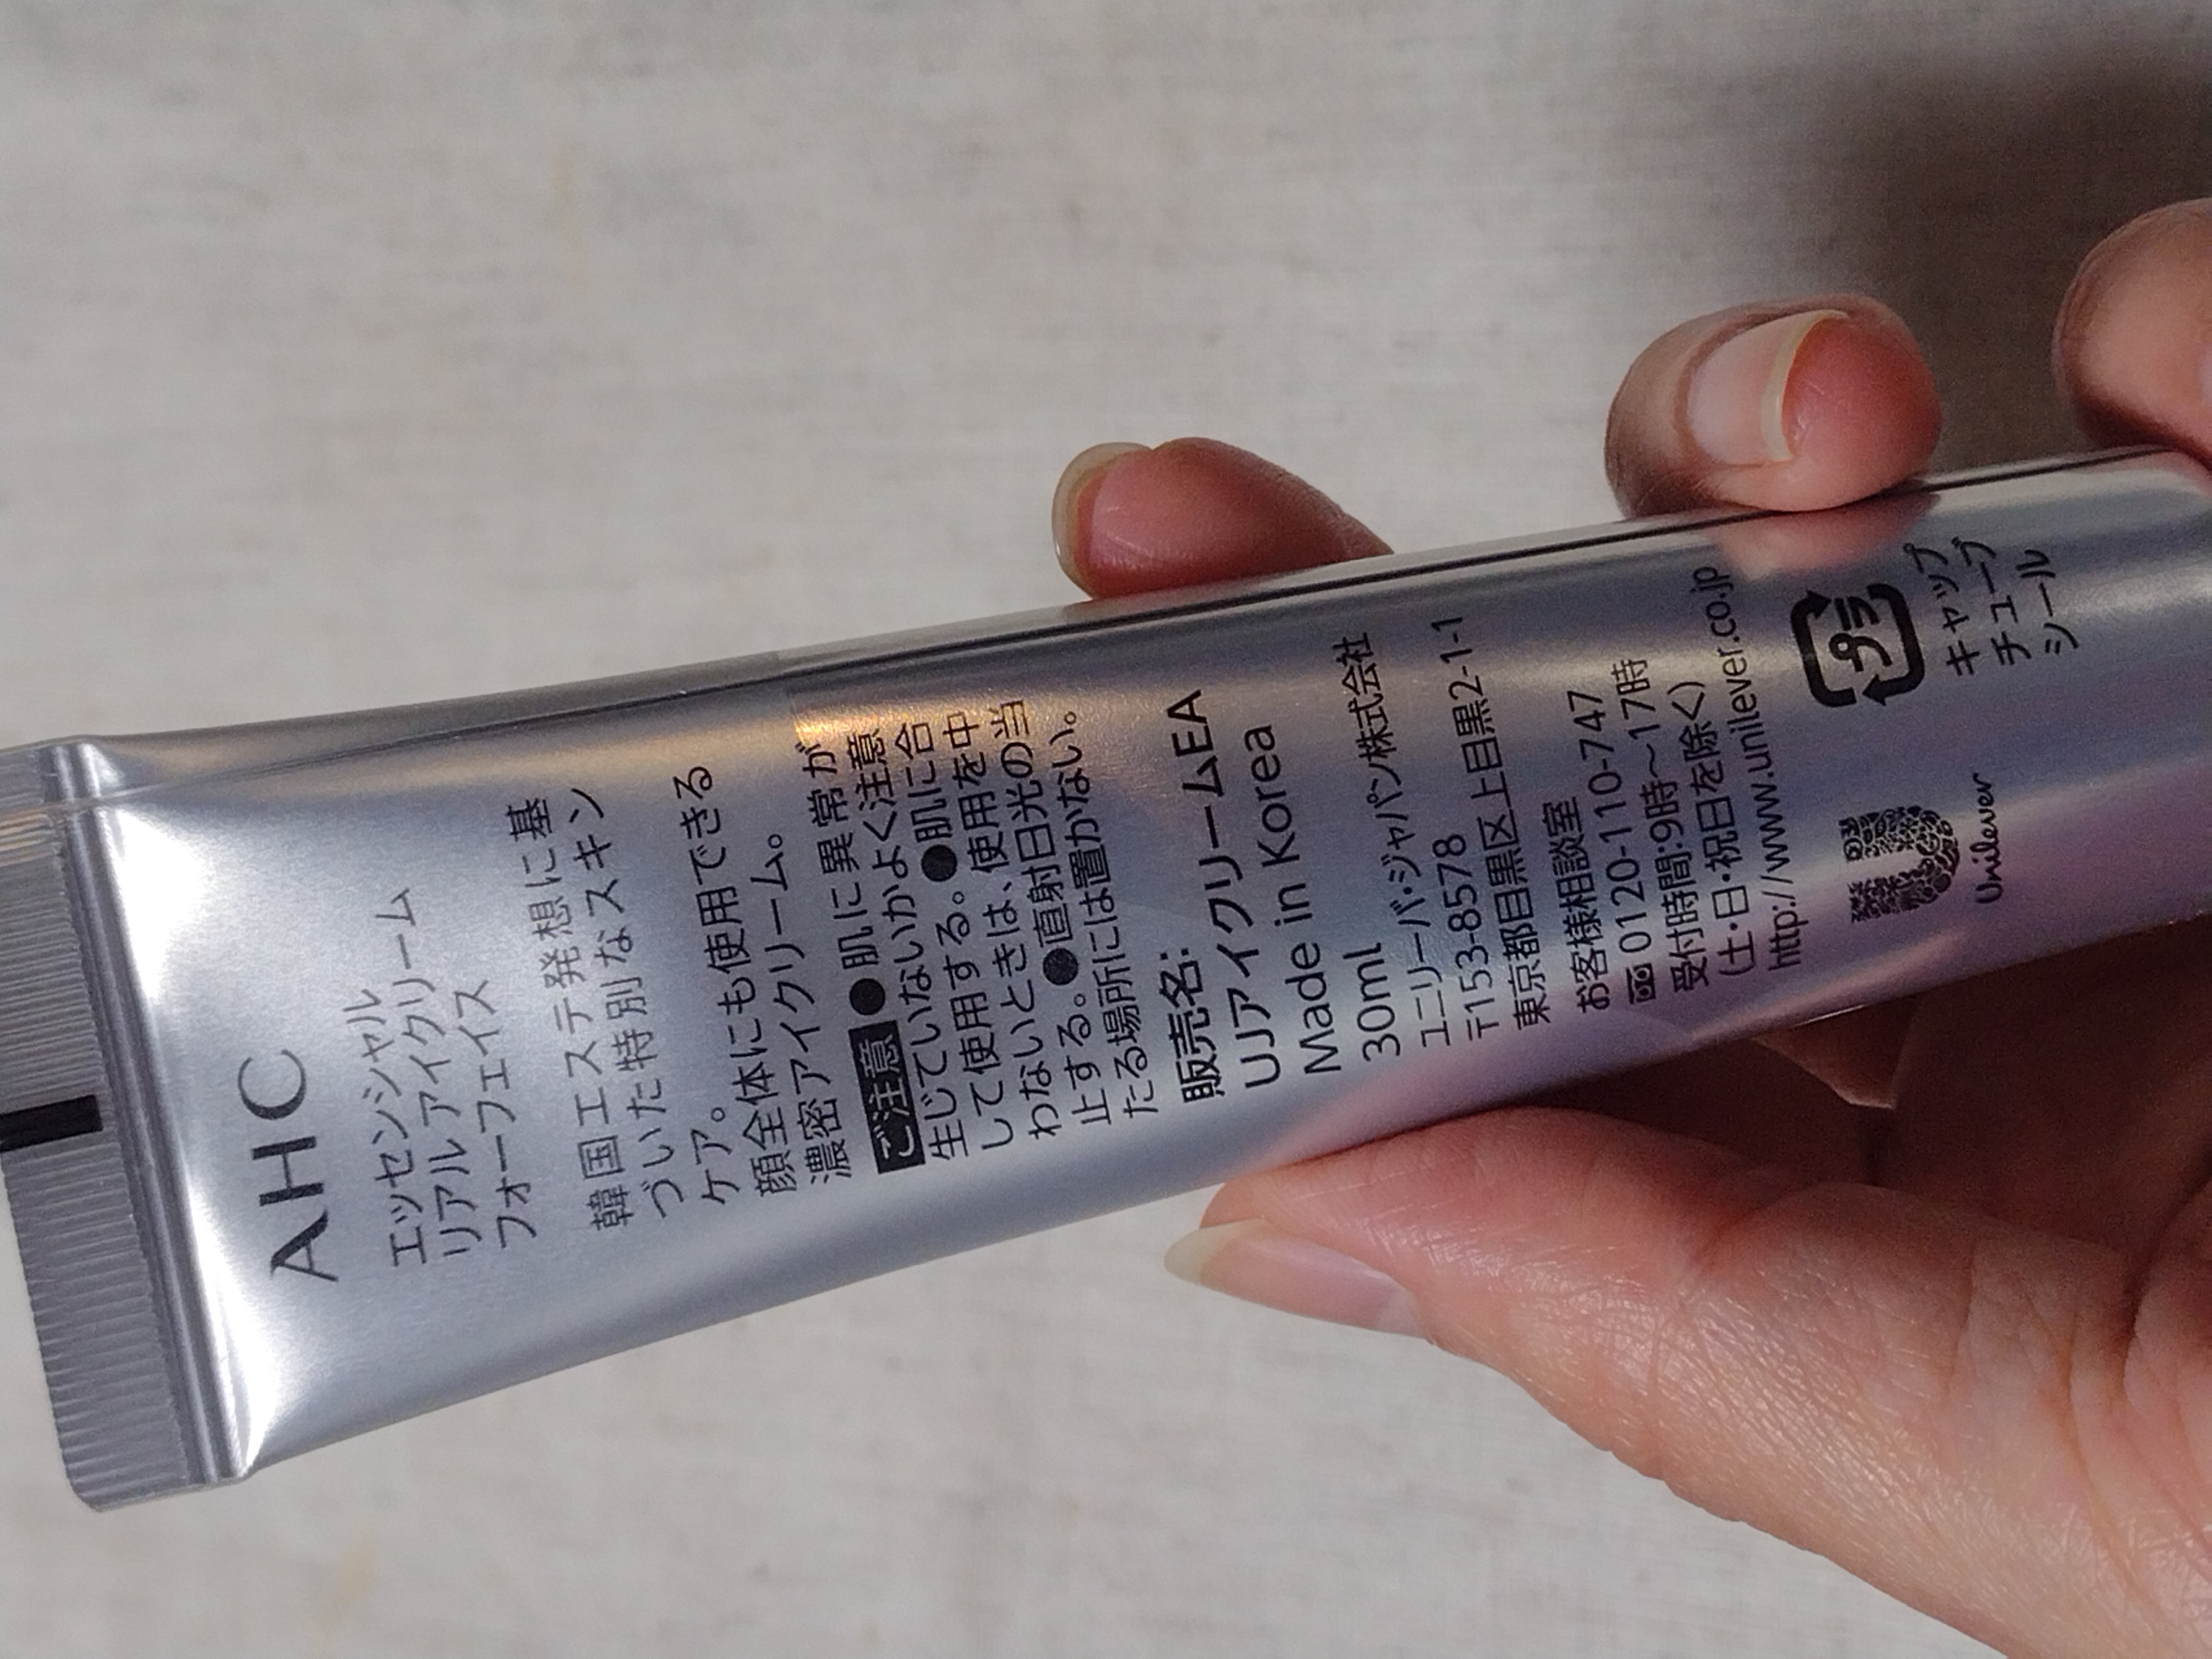 AHC
エッセンシャル
リアル アイクリーム
フォーフェイス
韓国エステ発想に基
づいた特別なスキン
ケア。
顔全体にも使用できる
濃密アイクリーム。
ご注意 ●肌に異常が
生じていないかよく注意
して使用する。●肌に合
わないときは、使用を中
止する。●直射日光の当
たる場所には置かない。
販売名:
UJアイクリームEA
Made in Korea
30ml
ユニリーバ・ジャパン株式会社
〒153-8578
東京都目黒区上目黒2-1-1
お客様相談室
0120-110-747
受付時間:9時〜17時
(土・日・祝日を除く)
http://www.unilever.co.jp
プラ
キャップ
チューブ
シール
Unilever